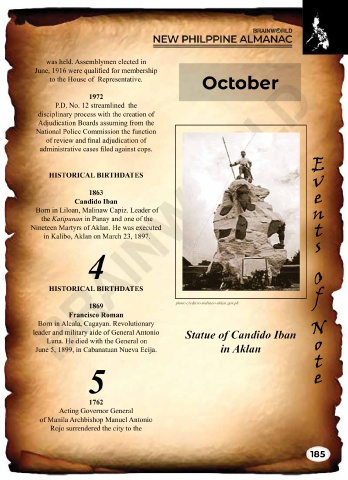 BRAINWORLD
NEW PHILPPINE ALMANAC
was held. Assemblymen elected in
June, 1916 were qualified for membership
to the House of Representative.
1972
P.D. No. 12 streamlined the
disciplinary process with the creation of
Adjudication Boards assuming from the
National Police Commission the function
of review and final adjudication of
administrative cases filed against cops.
HISTORICAL BIRTHDATES
1863
Candido Iban
Born in Liloan, Malinaw Capiz. Leader of
the Katipunan in Panay and one of the
Nineteen Martyrs of Aklan. He was executed
in Kalibo, Aklan on March 23, 1897.
4
HISTORICAL BIRTHDATES
1869
Francisco Roman
Born in Alcala, Cagayan. Revolutionary
leader and military aide of General Antonio
Luna. He died with the General on
June 5, 1899, in Cabanatuan Nueva Ecija.
5
1762
Acting Governor General
of Manila Archbishop Manuel Antonio
Rojo surrendered the city to the
October
Statue of Candido Iban
in Aklan
Events of Note
185